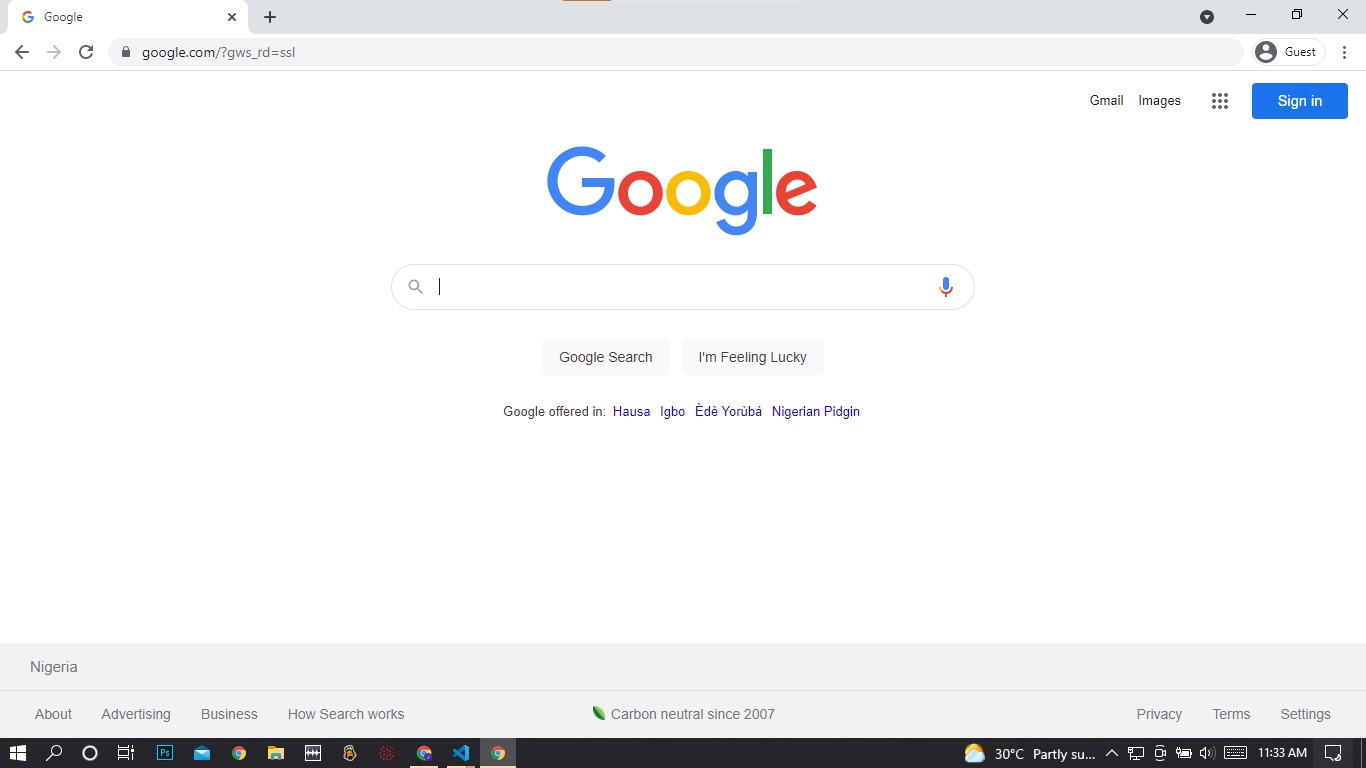 Google
google.com/?gws_rd=ssl
Guest
Gmail Images
Sign in
Google
Google Search
I'm Feeling Lucky
Google offered in: Hausa Igbo Èdè Yorùbá Nigerian Pidgin
Nigeria
About Advertising Business How Search works
Carbon neutral since 2007
Privacy Terms Settings
Ps
30°C Partly su...
11:33 AM